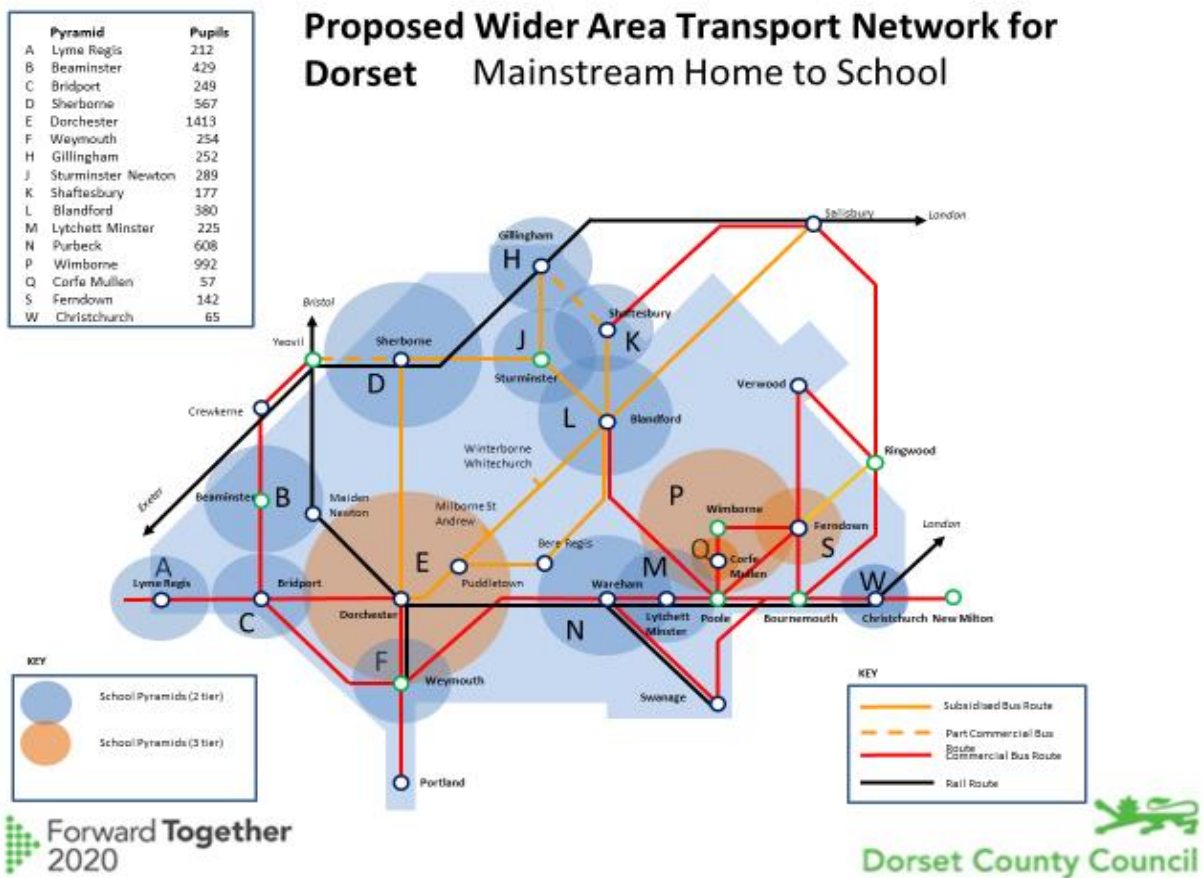 Proposed Wider Area Transport Network for
Dorset Mainstream Home to School
Pyramid Pupils
A Lyme Regis 212
B Beaminster 429
C Bridport 249
D Sherborne 567
E Dorchester 1413
F Weymouth 254
H Gillingham 252
J Sturminster Newton 289
K Shaftesbury 177
L Blandford 380
M Lytchett Minster 225
N Purbeck 608
P Wimborne 992
Q Corfe Mullen 57
S Ferndown 142
W Christchurch 65
Salisbury
London
Gillingham
H
Bristol
Shaftesbury
Yeovil
Sherborne
J
K
D
Sturminster
Verwood
Crewkerne
L
Blandford
Winterborne
Whitechurch
Ringwood
Exeter
Beaminster
B
Maiden
Newton
P
Milborne St
Andrew
Wimborne
Ferndown
London
Bere Regis
Q
S
E
Corfe
Mullen
A
Puddletown
M
W
Lyme Regis
Bridport
Wareham
C
Dorchester
N
Lytchett
Minster
Poole
Bournemouth
Christchurch
New Milton
F
Weymouth
Swanage
Portland
KEY
School Pyramids (2 tier)
School Pyramids (3 tier)
KEY
Subsidised Bus Route
Part Commercial Bus
Route
Commercial Bus Route
Rail Route
Forward Together
2020
Dorset County Council